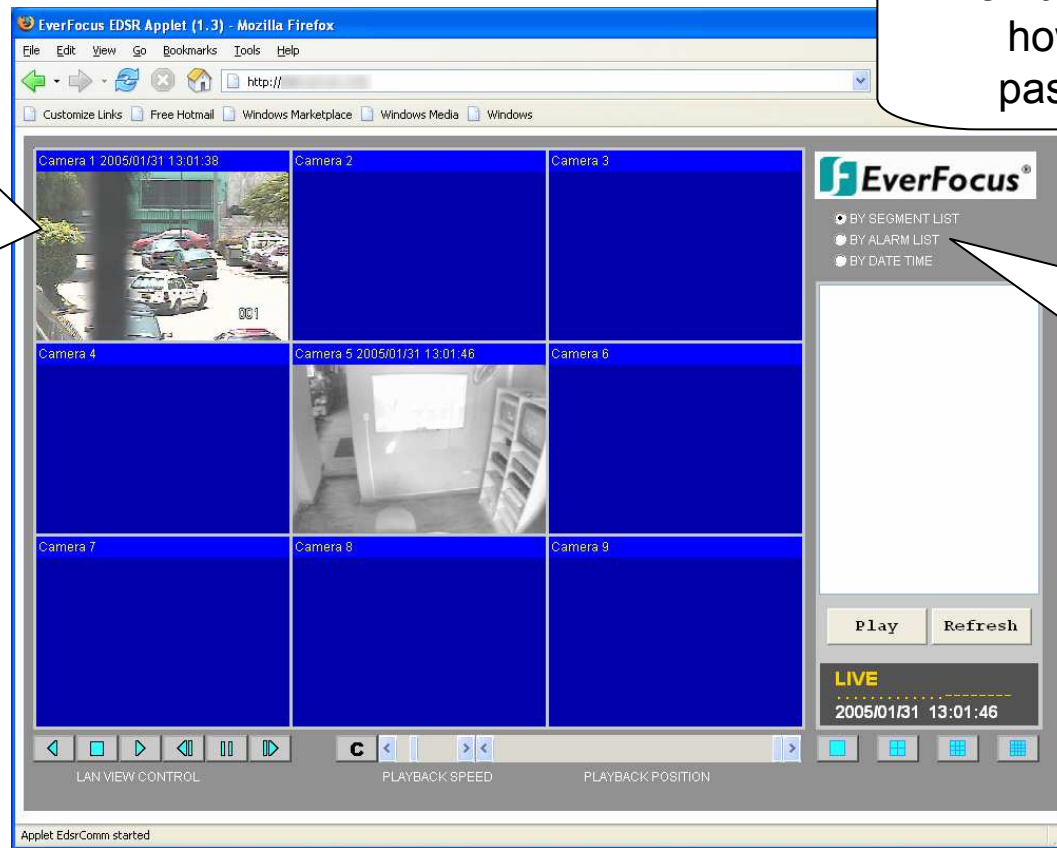 EverFocus EDSR Applet (1.3) - Mozilla Firefox
File Edit View Go Bookmarks Tools Help
http://
Customize Links Free Hotmail Windows Marketplace Windows Media Windows
Camera 1 2005/01/31 13:01:38
Camera 2
Camera 3
001
Camera 4
Camera 5 2005/01/31 13:01:46
Camera 6
Camera 7
Camera 8
Camera 9
EverFocus®
BY SEGMENT LIST
BY ALARM LIST
BY DATE TIME
Play Refresh
LIVE
2005/01/31 13:01:46
C
LAN VIEW CONTROL PLAYBACK SPEED PLAYBACK POSITION
Applet EdsrComm started